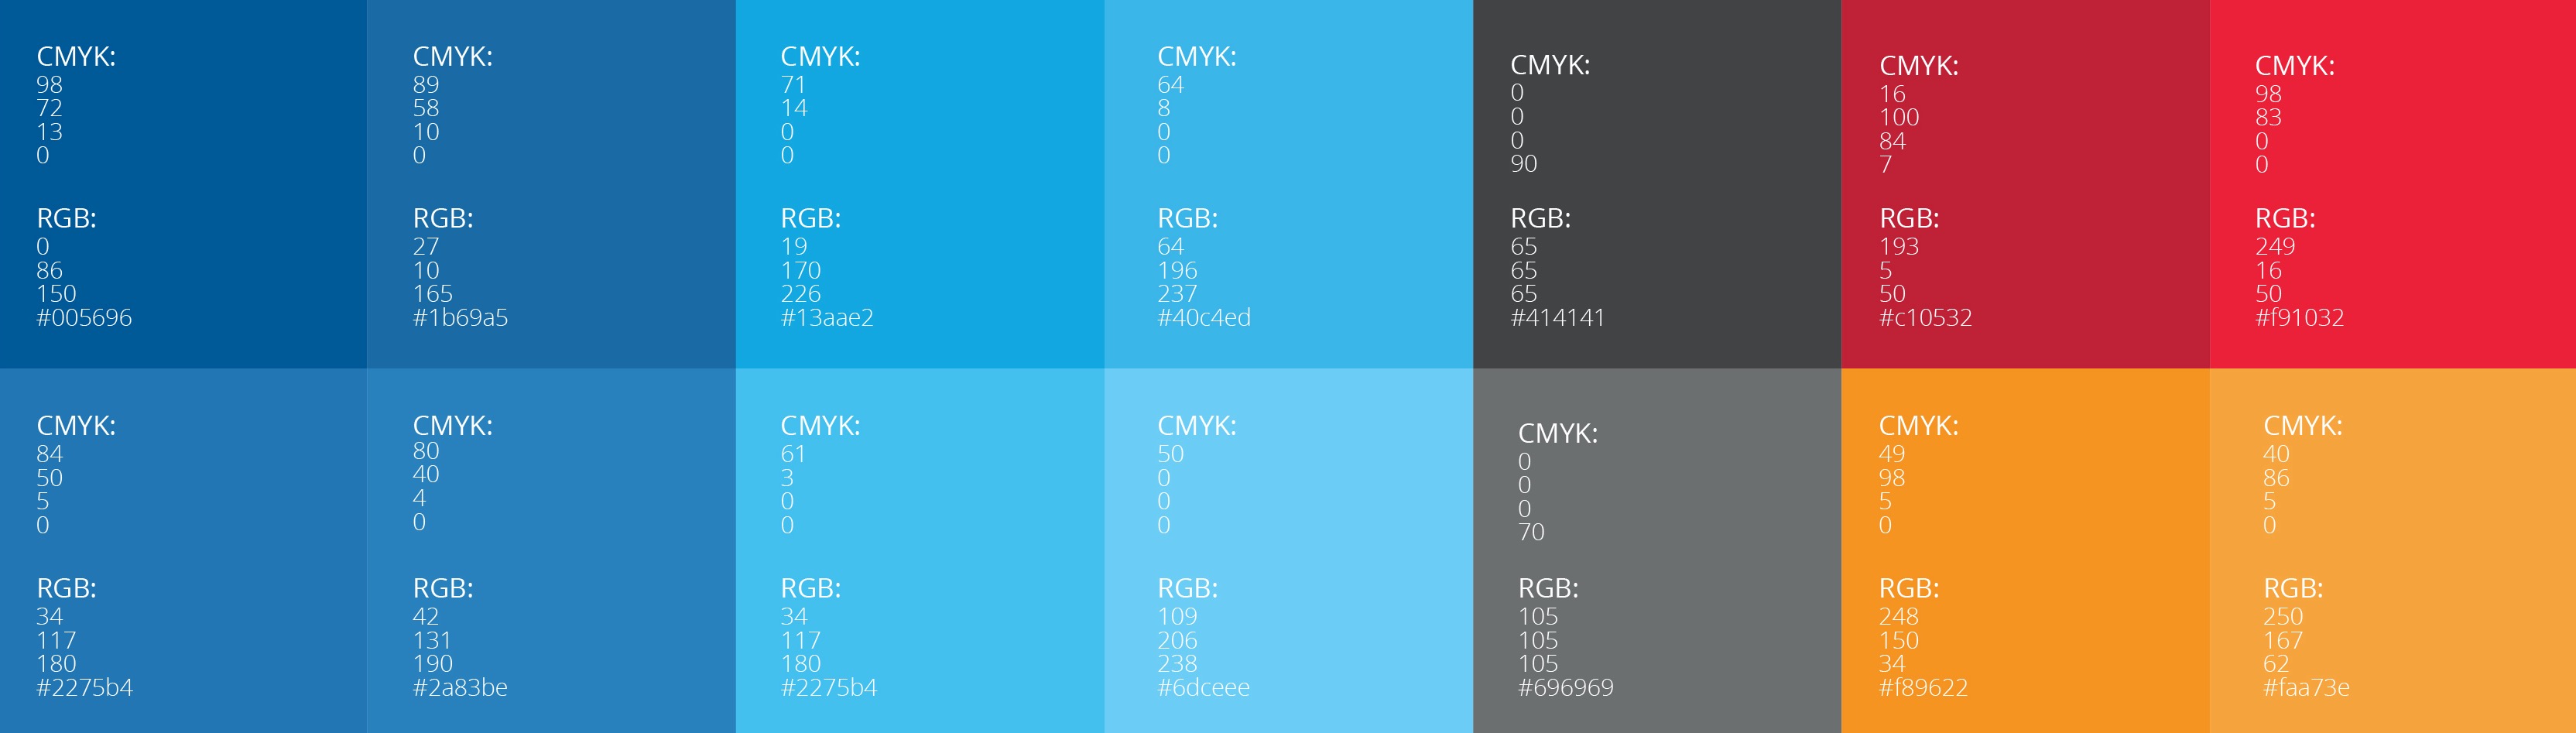 CMYK:
98
72
13
0
RGB:
0
86
150
#005696
CMYK:
89
58
10
0
RGB:
27
10
165
#1b69a5
CMYK:
71
14
0
0
RGB:
19
170
226
#13aae2
CMYK:
64
8
0
0
RGB:
64
196
237
#40c4ed
CMYK:
0
0
0
90
RGB:
65
65
65
#414141
CMYK:
16
100
84
7
RGB:
193
5
50
#c10532
CMYK:
98
83
0
0
RGB:
249
16
50
#f91032
CMYK:
84
50
5
0
RGB:
34
117
180
#2275b4
CMYK:
80
40
4
0
RGB:
42
131
190
#2a83be
CMYK:
61
3
0
0
RGB:
34
117
180
#2275b4
CMYK:
50
0
0
0
RGB:
109
206
238
#6dceee
CMYK:
0
0
0
70
RGB:
105
105
105
#696969
CMYK:
49
98
5
0
RGB:
248
150
34
#f89622
CMYK:
40
86
5
0
RGB:
250
167
62
#faa73e